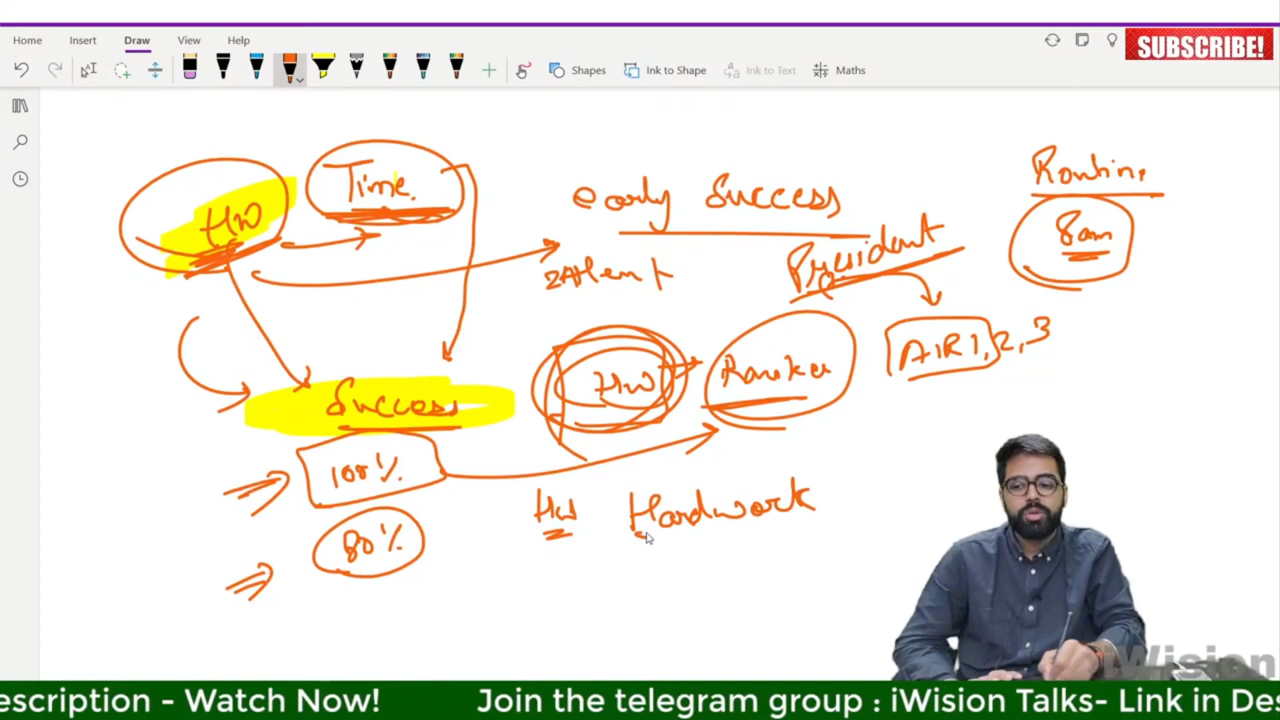 Home Insert Draw View Help
SUBSCRIBE!
Shapes Ink to Shape Ink to Text Maths
HW Time
early Success
Routine
8am
President
AIR 1, 2, 3
HW Ranker
Success
100%
80%
HW Hardwork
iWision
escription - Watch Now! Join the telegram group : iWision Talks- Link in Des